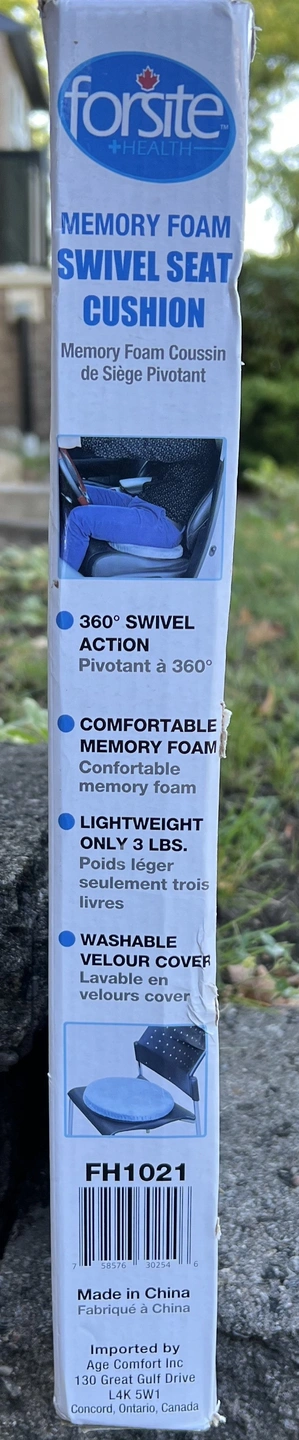 forsite™
+HEALTH
MEMORY FOAM
SWIVEL SEAT
CUSHION
Memory Foam Coussin
de Siège Pivotant
360° SWIVEL
ACTiON
Pivotant à 360°
COMFORTABLE
MEMORY FOAM
Confortable
memory foam
LIGHTWEIGHT
ONLY 3 LBS.
Poids léger
seulement trois
livres
WASHABLE
VELOUR COVER
Lavable en
velours cover
FH1021
7 58576 30254 6
Made in China
Fabriqué à China
Imported by
Age Comfort Inc
130 Great Gulf Drive
L4K 5W1
Concord, Ontario, Canada